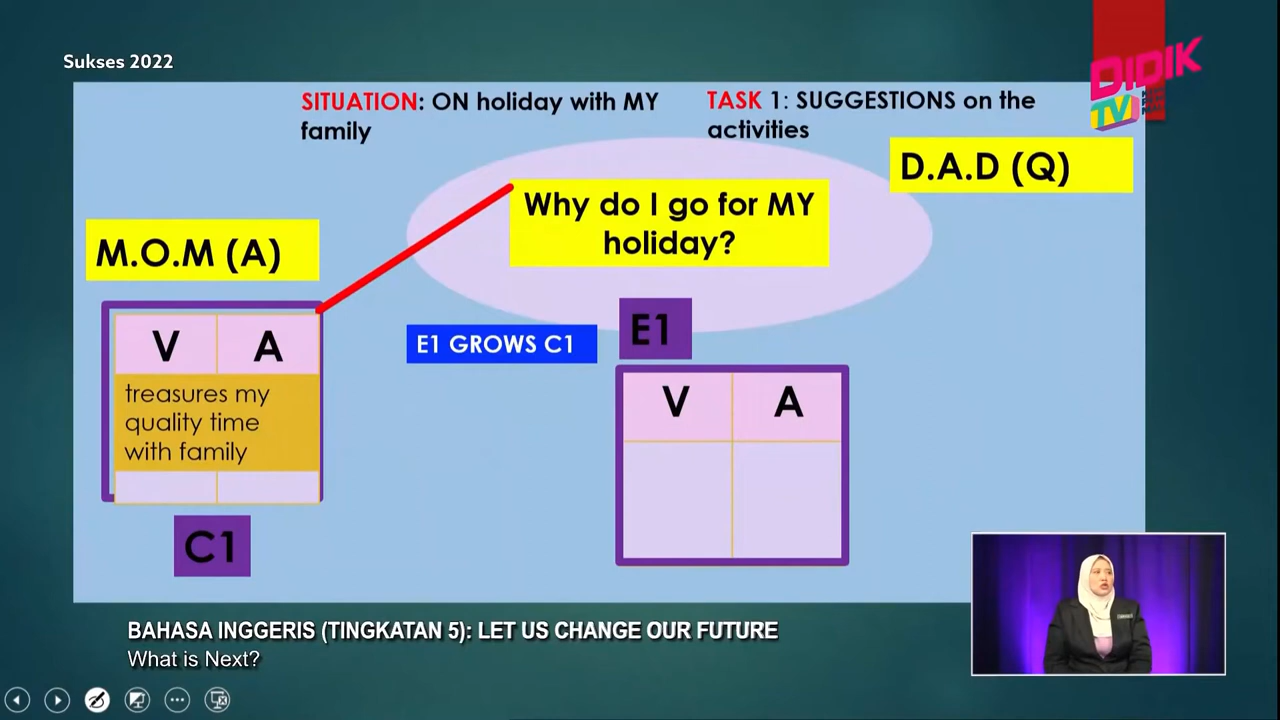 Sukses 2022
SITUATION: ON holiday with MY
family
TASK 1: SUGGESTIONS on the
activities
DIDIK
TV
D.A.D (Q)
Why do I go for MY
holiday?
M.O.M (A)
V A
treasures my
quality time
with family
C1
E1 GROWS C1
E1
V A
BAHASA INGGERIS (TINGKATAN 5): LET US CHANGE OUR FUTURE
What is Next?